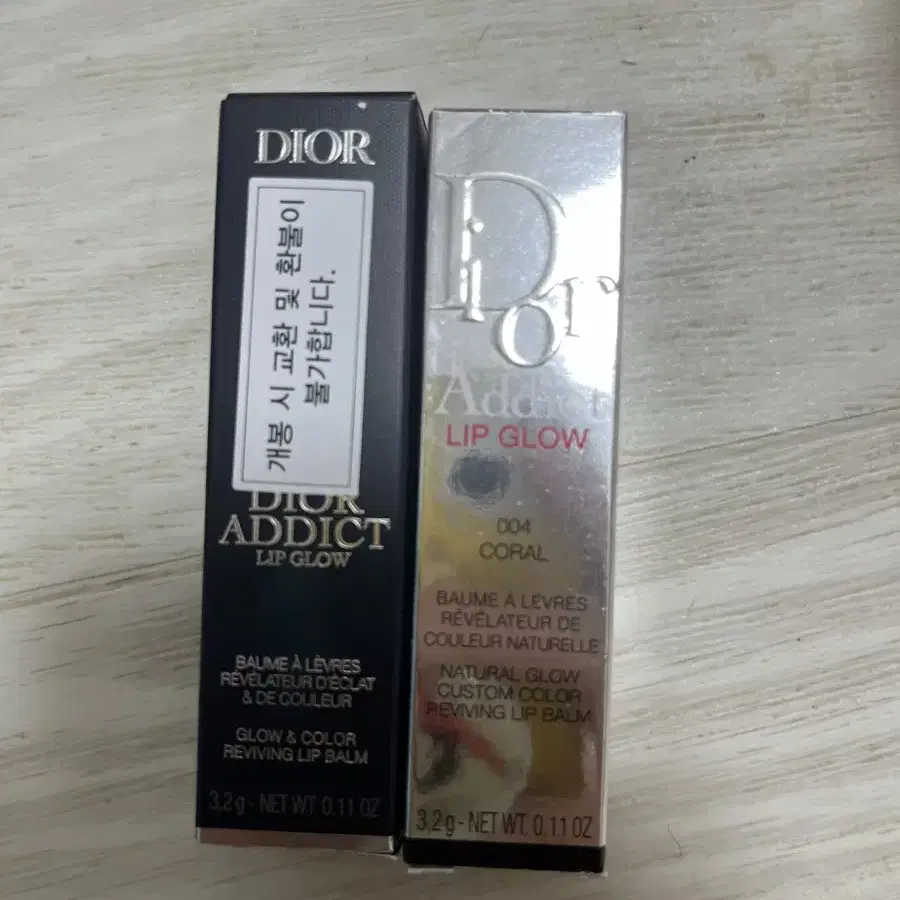 DIOR
개봉 시 교환 및 환불이
불가합니다.
DIOR
ADDICT
LIP GLOW
BAUME À LÈVRES
RÉVÉLATEUR D'ÉCLAT
& DE COULEUR
GLOW & COLOR
REVIVING LIP BALM
3,2 g - NET WT. 0.11 OZ
Dior
Addict
LIP GLOW
004
CORAL
BAUME À LÈVRES
RÉVÉLATEUR DE
COULEUR NATURELLE
NATURAL GLOW
CUSTOM COLOR
REVIVING LIP BALM
3,2 g - NET WT. 0.11 OZ